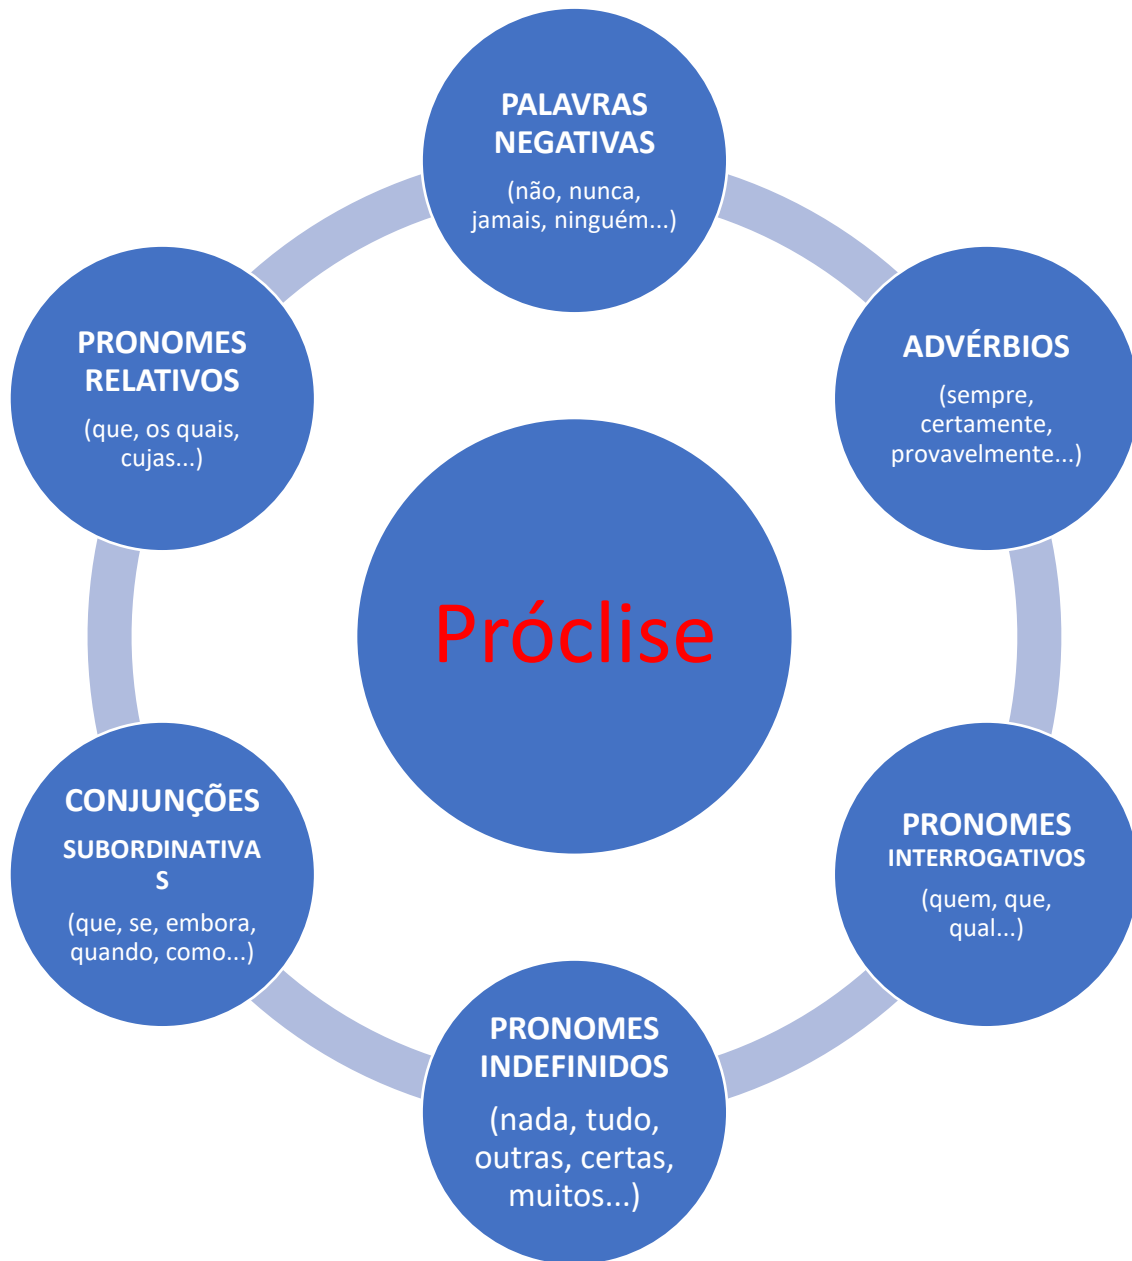 PALAVRAS
NEGATIVAS
(não, nunca,
jamais, ninguém...)
ADVÉRBIOS
(sempre,
certamente,
provavelmente...)
PRONOMES
INTERROGATIVOS
(quem, que,
qual...)
PRONOMES
INDEFINIDOS
(nada, tudo,
outras, certas,
muitos...)
CONJUNÇÕES
SUBORDINATIVA
S
(que, se, embora,
quando, como...)
PRONOMES
RELATIVOS
(que, os quais,
cujas...)
Próclise